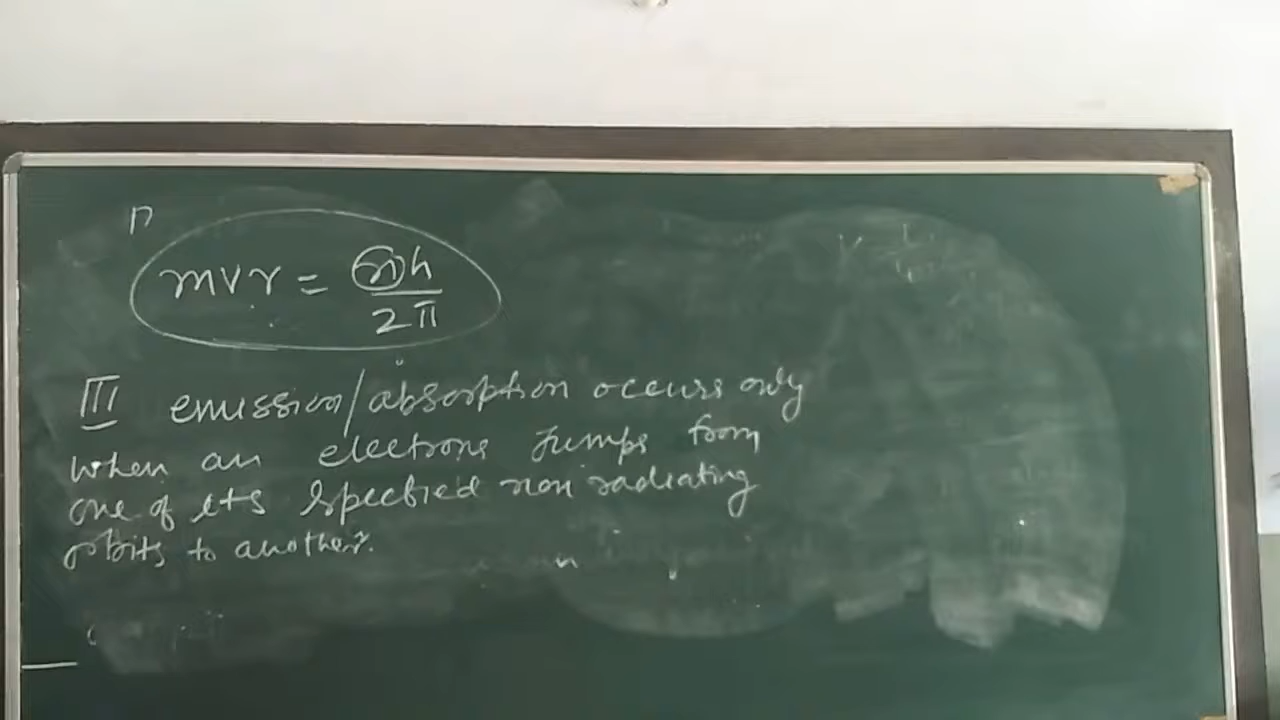 mvr = nh
2π
III emission/absorption occurs only
when an electrons Jumps from
one of its specified non radiating
orbits to another.